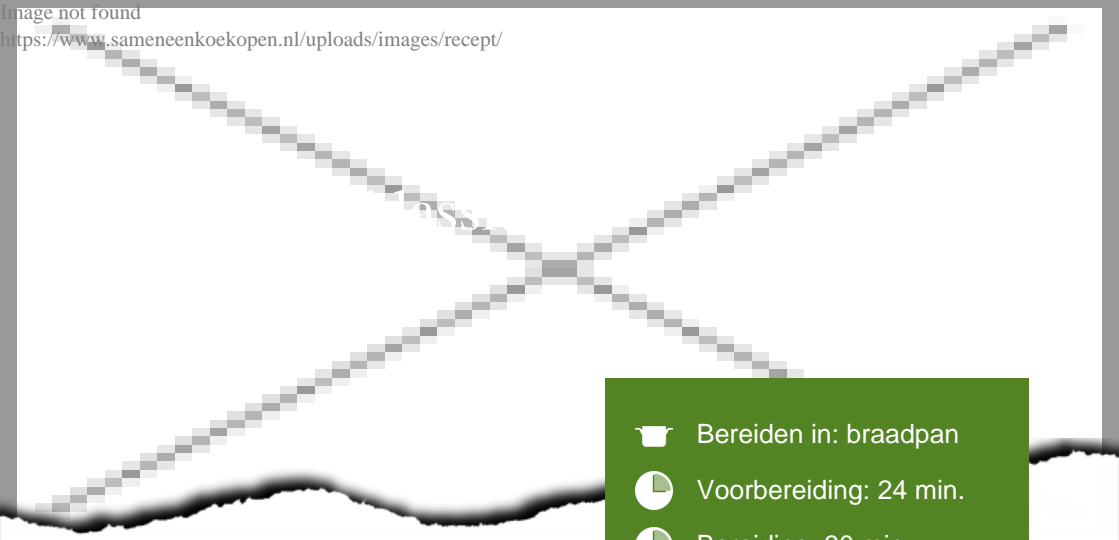 Image not found
https://www.sameneenkoekopen.nl/uploads/images/recept/
Bereiden in: braadpan
Voorbereiding: 24 min.